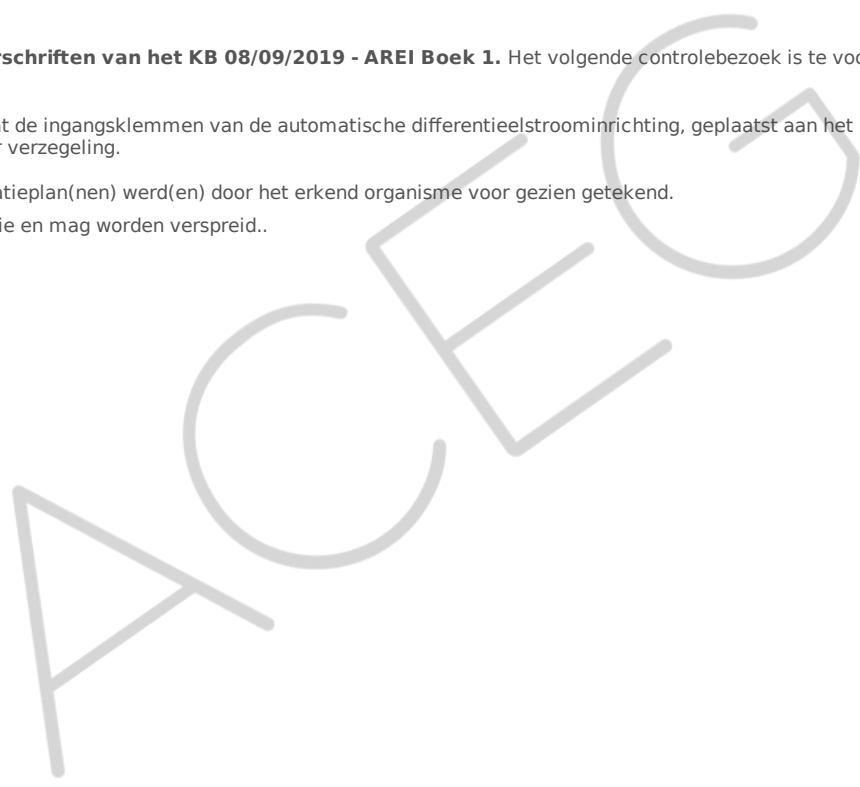 rschriften van het KB 08/09/2019 - AREI Boek 1. Het volgende controlebezoek is te voo
t de ingangsklemmen van de automatische differentieelstroominrichting, geplaatst aan het
r verzegeling.
atieplan(nen) werd(en) door het erkend organisme voor gezien getekend.
ie en mag worden verspreid..
ACEG